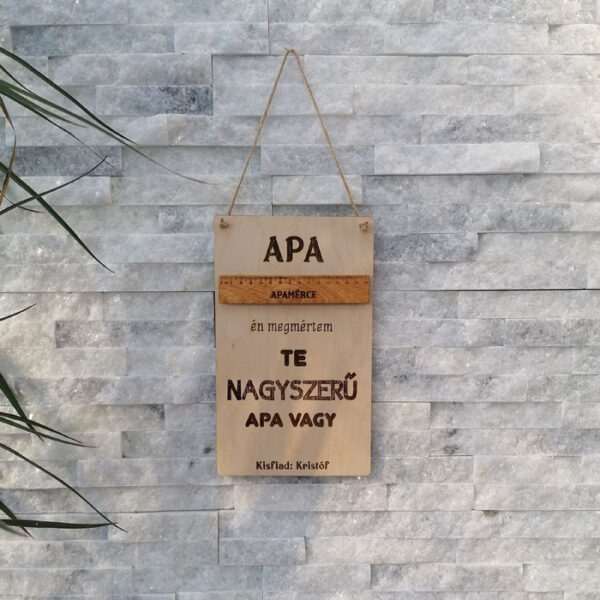 APA
APAMÉRCE
én megmértem
TE
NAGYSZERŰ
APA VAGY
Kisfiad: Kristóf